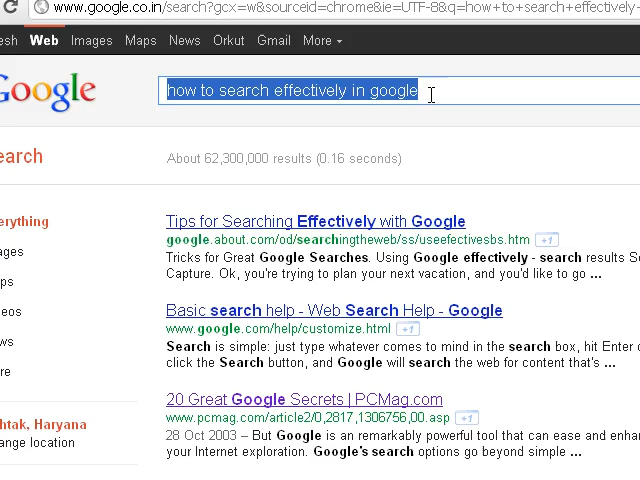 www.google.co.in/search?gcx=w&sourceid=chrome&ie=UTF-8&q=how+to+search+effectively-
esh Web Images Maps News Orkut Gmail More
Google
how to search effectively in google
earch
About 62,300,000 results (0.16 seconds)
erything
ages
ps
eos
ws
re
htak, Haryana
ange location
Tips for Searching Effectively with Google
google.about.com/od/searchingtheweb/ss/useefectivesbs.htm +1
Tricks for Great Google Searches. Using Google effectively - search results S
Capture. Ok, you're trying to plan your next vacation, and you'd like to go ...
Basic search help - Web Search Help - Google
www.google.com/help/customize.html +1
Search is simple: just type whatever comes to mind in the search box, hit Enter o
click the Search button, and Google will search the web for content that's ...
20 Great Google Secrets | PCMag.com
www.pcmag.com/article2/0,2817,1306756,00.asp +1
28 Oct 2003 – But Google is an remarkably powerful tool that can ease and enha
your Internet exploration. Google's search options go beyond simple ...